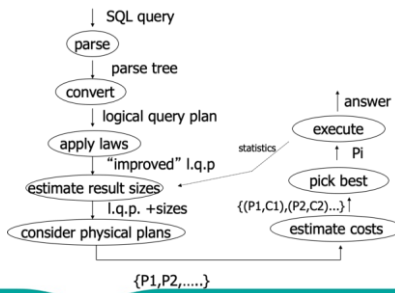 SQL query
parse
parse tree
convert
logical query plan
apply laws
"improved" l.q.p
estimate result sizes
l.q.p. +sizes
consider physical plans
{P1,P2,.....}
estimate costs
{(P1,C1),(P2,C2)...}
pick best
Pi
execute
answer
statistics